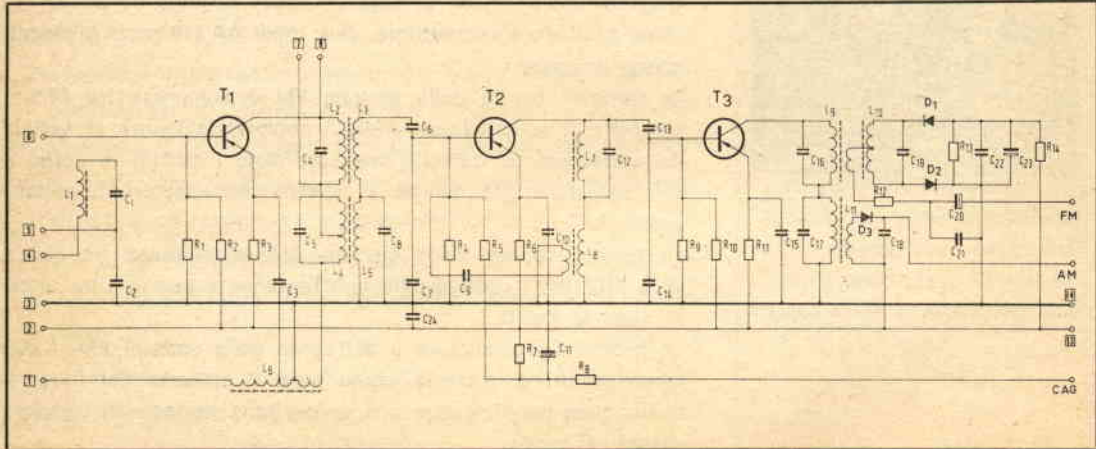 7 8
T1 T2 T3
L2 L3 L9 L10 D1
C6 C13
6
C4 L7 C12 C16 C19 R13 C22 C23 R14
L1 C1 D2
R12
C20 FM
5 L11
C5 C8 C10 D3 C21
4 R1 R2 R3 R4 R5 R6 L8 R9 R10 R11 C15 C17 C18
L4 L5
AM
C2 C3 C7 C9 C14
3
C24
2 13
R7 C11
L6
1 R8
CAG